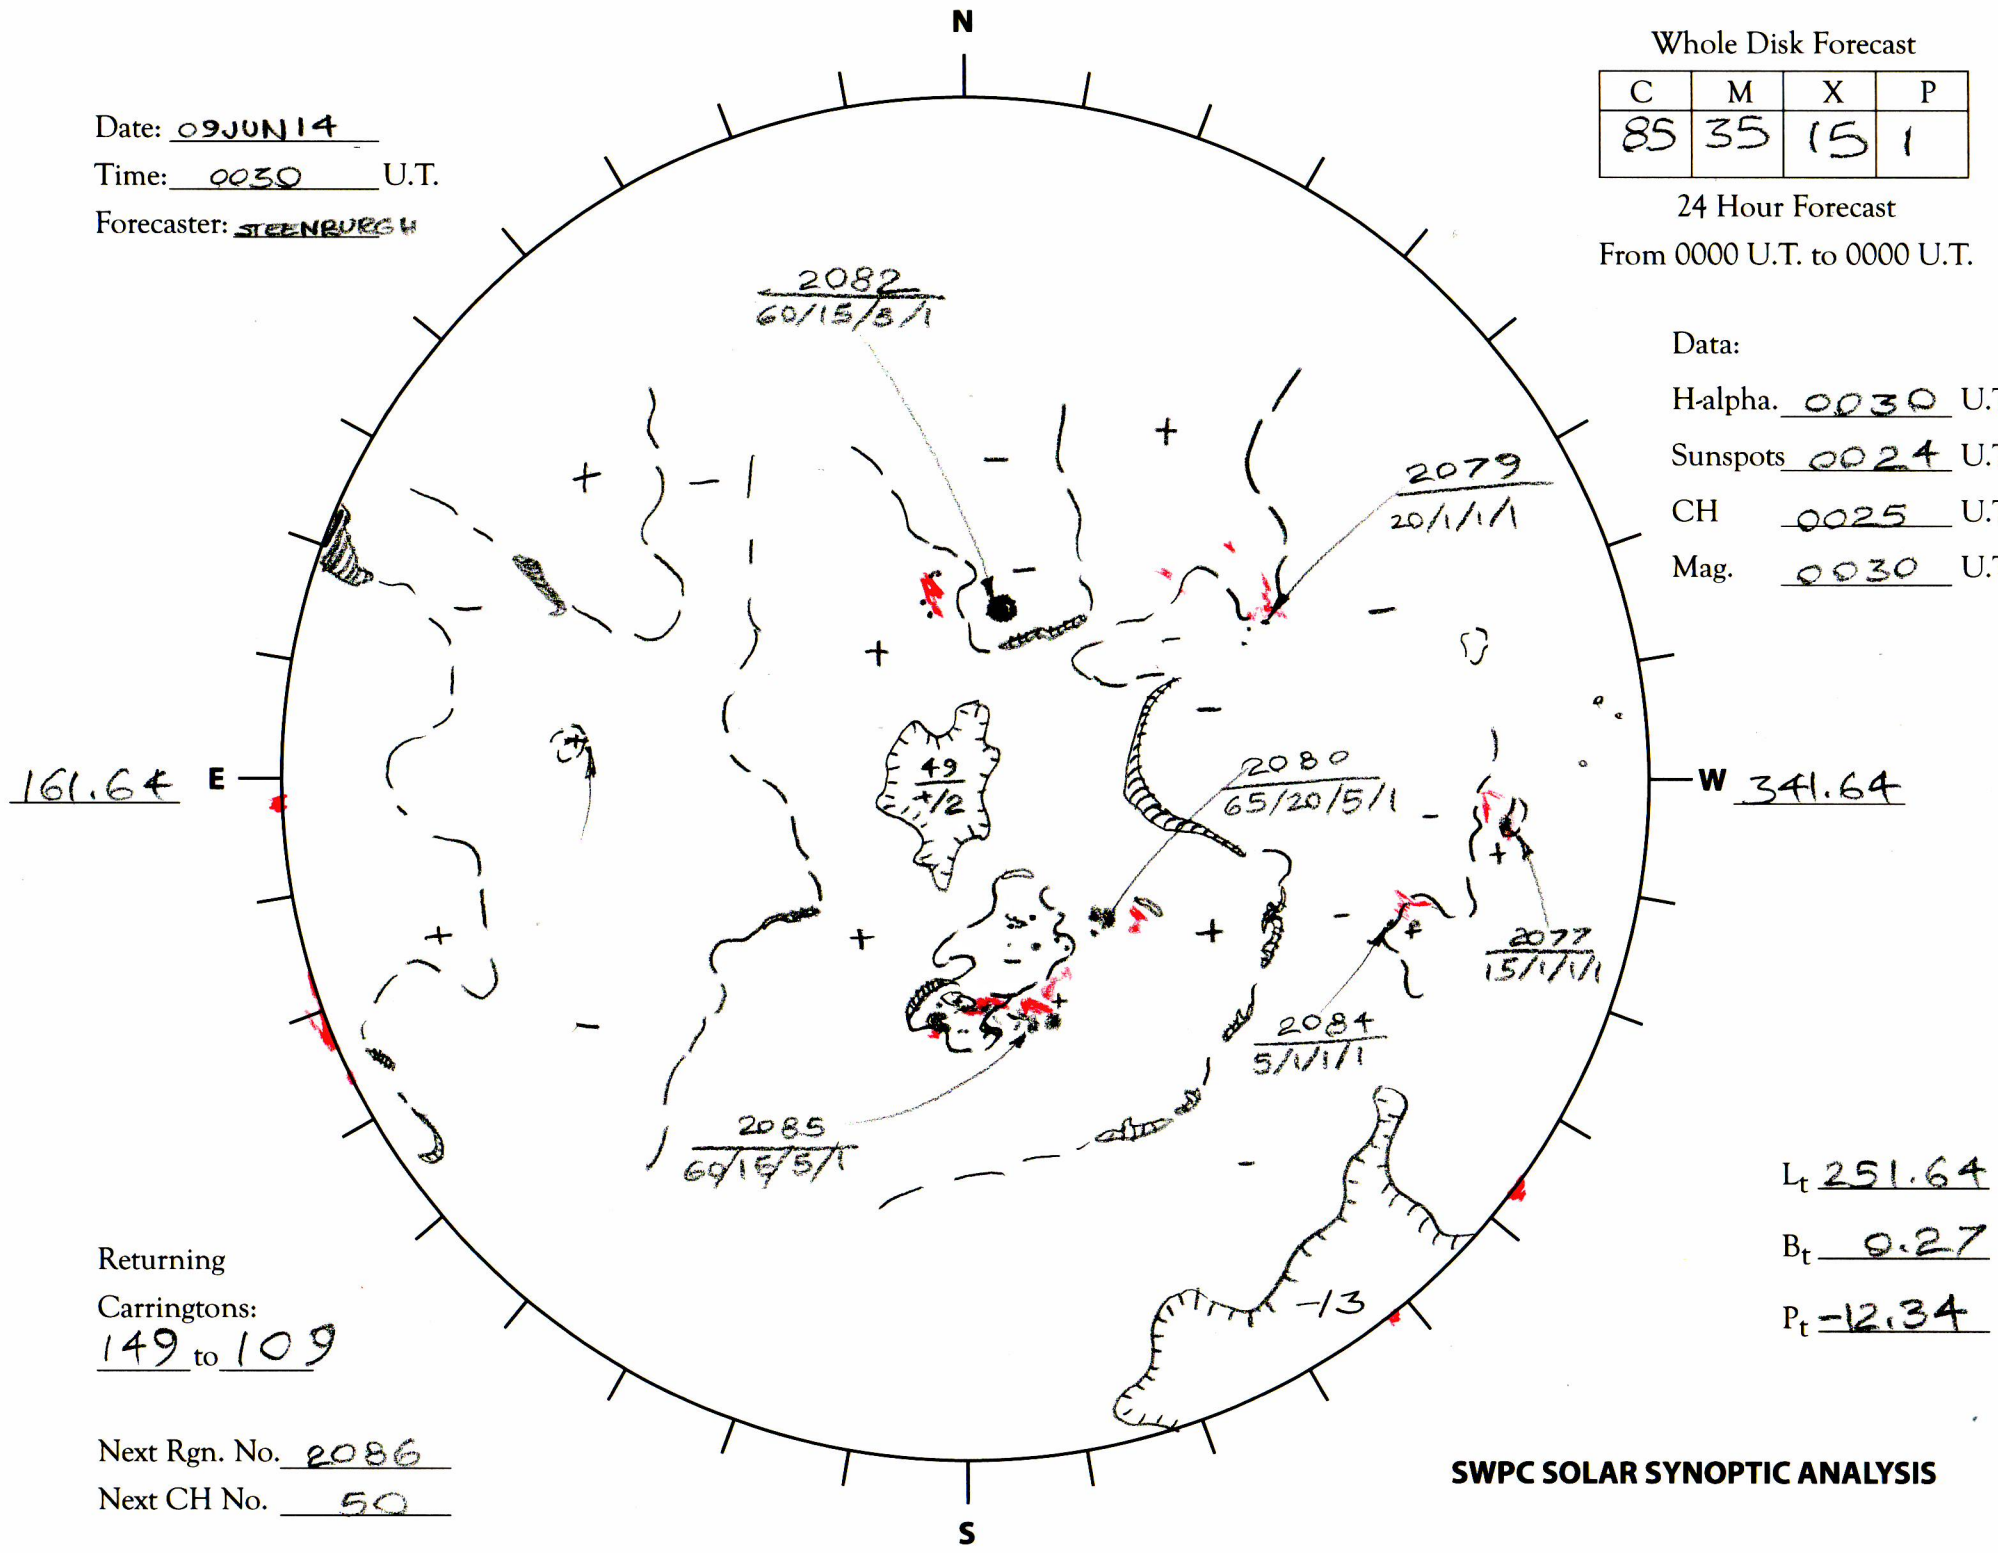 N
Whole Disk Forecast
C M X P
85 35 15 1
24 Hour Forecast
From 0000 U.T. to 0000 U.T.
Date: 09JUN14
Time: 0030 U.T.
Forecaster: STEENBURGH
Data:
H-alpha. 0030 U.T
Sunspots 0024 U.T
CH 0025 U.T
Mag. 0030 U.T
2082
60/15/5/1
2079
20/1/1/1
+ - - +
- - + -
-
49
+/2
2080
65/20/5/1
161.64 E
W 341.64
-
+
+ + + - +
2077
15/1/1/1
2084
5/1/1/1
-
+
2085
60/15/5/1
-
-13
Lt 251.64
Bt 0.27
Pt -12.34
Returning
Carringtons:
149 to 109
Next Rgn. No. 2086
Next CH No. 50
SWPC SOLAR SYNOPTIC ANALYSIS
S